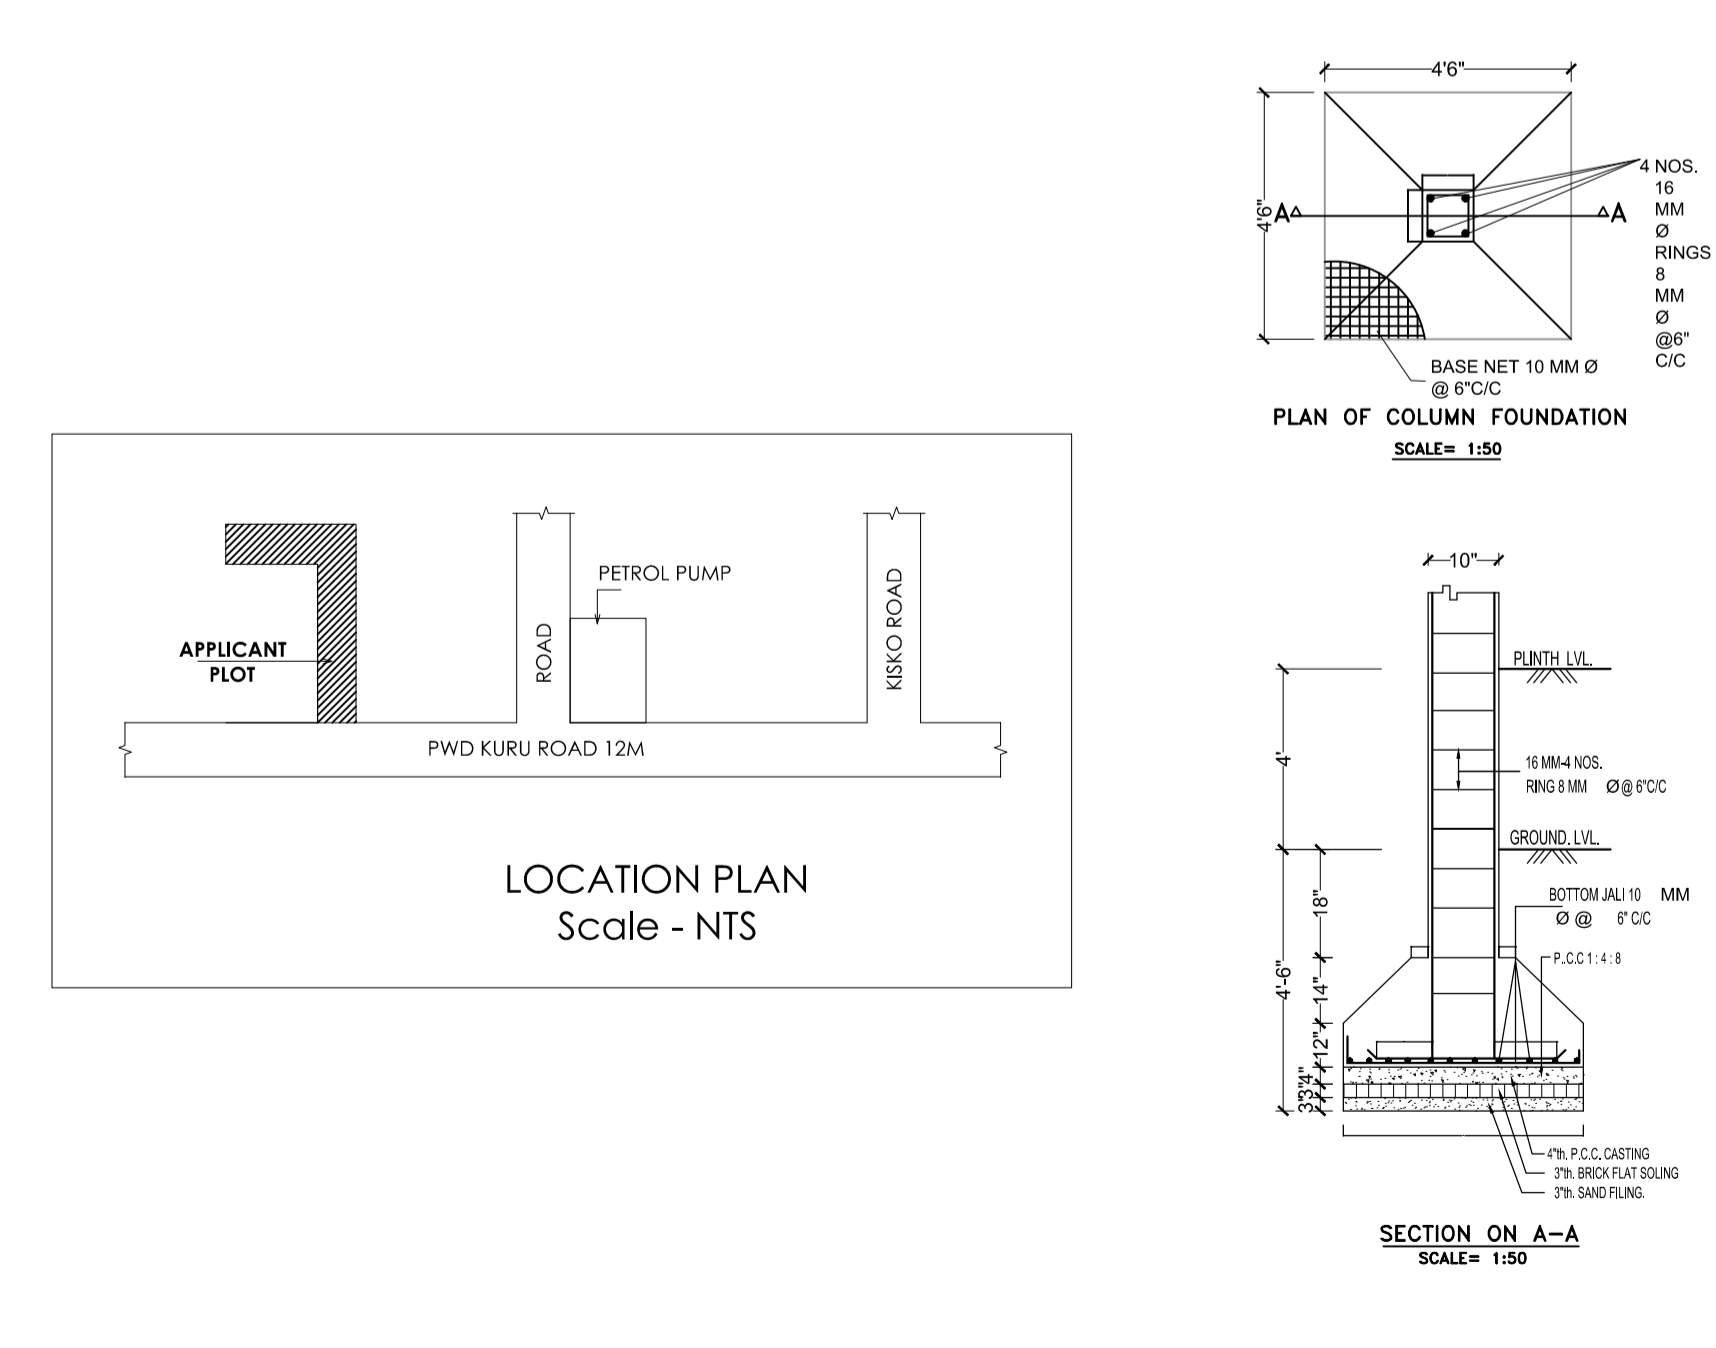 4'6"
4'6"
A
A
4 NOS.
16
MM
Ø
RINGS
8
MM
Ø
@6"
C/C
BASE NET 10 MM Ø
@ 6"C/C
PLAN OF COLUMN FOUNDATION
SCALE= 1:50
PETROL PUMP
APPLICANT
PLOT
ROAD
KISKO ROAD
PWD KURU ROAD 12M
LOCATION PLAN
Scale - NTS
10"
PLINTH LVL.
4'
16 MM-4 NOS.
RING 8 MM Ø@ 6"C/C
GROUND. LVL.
18"
BOTTOM JALI 10 MM
Ø @ 6" C/C
P..C.C 1 : 4 : 8
4'-6"
14"
12"
4"
3"
3"
4"th. P.C.C. CASTING
3"th. BRICK FLAT SOLING
3"th. SAND FILING.
SECTION ON A-A
SCALE= 1:50